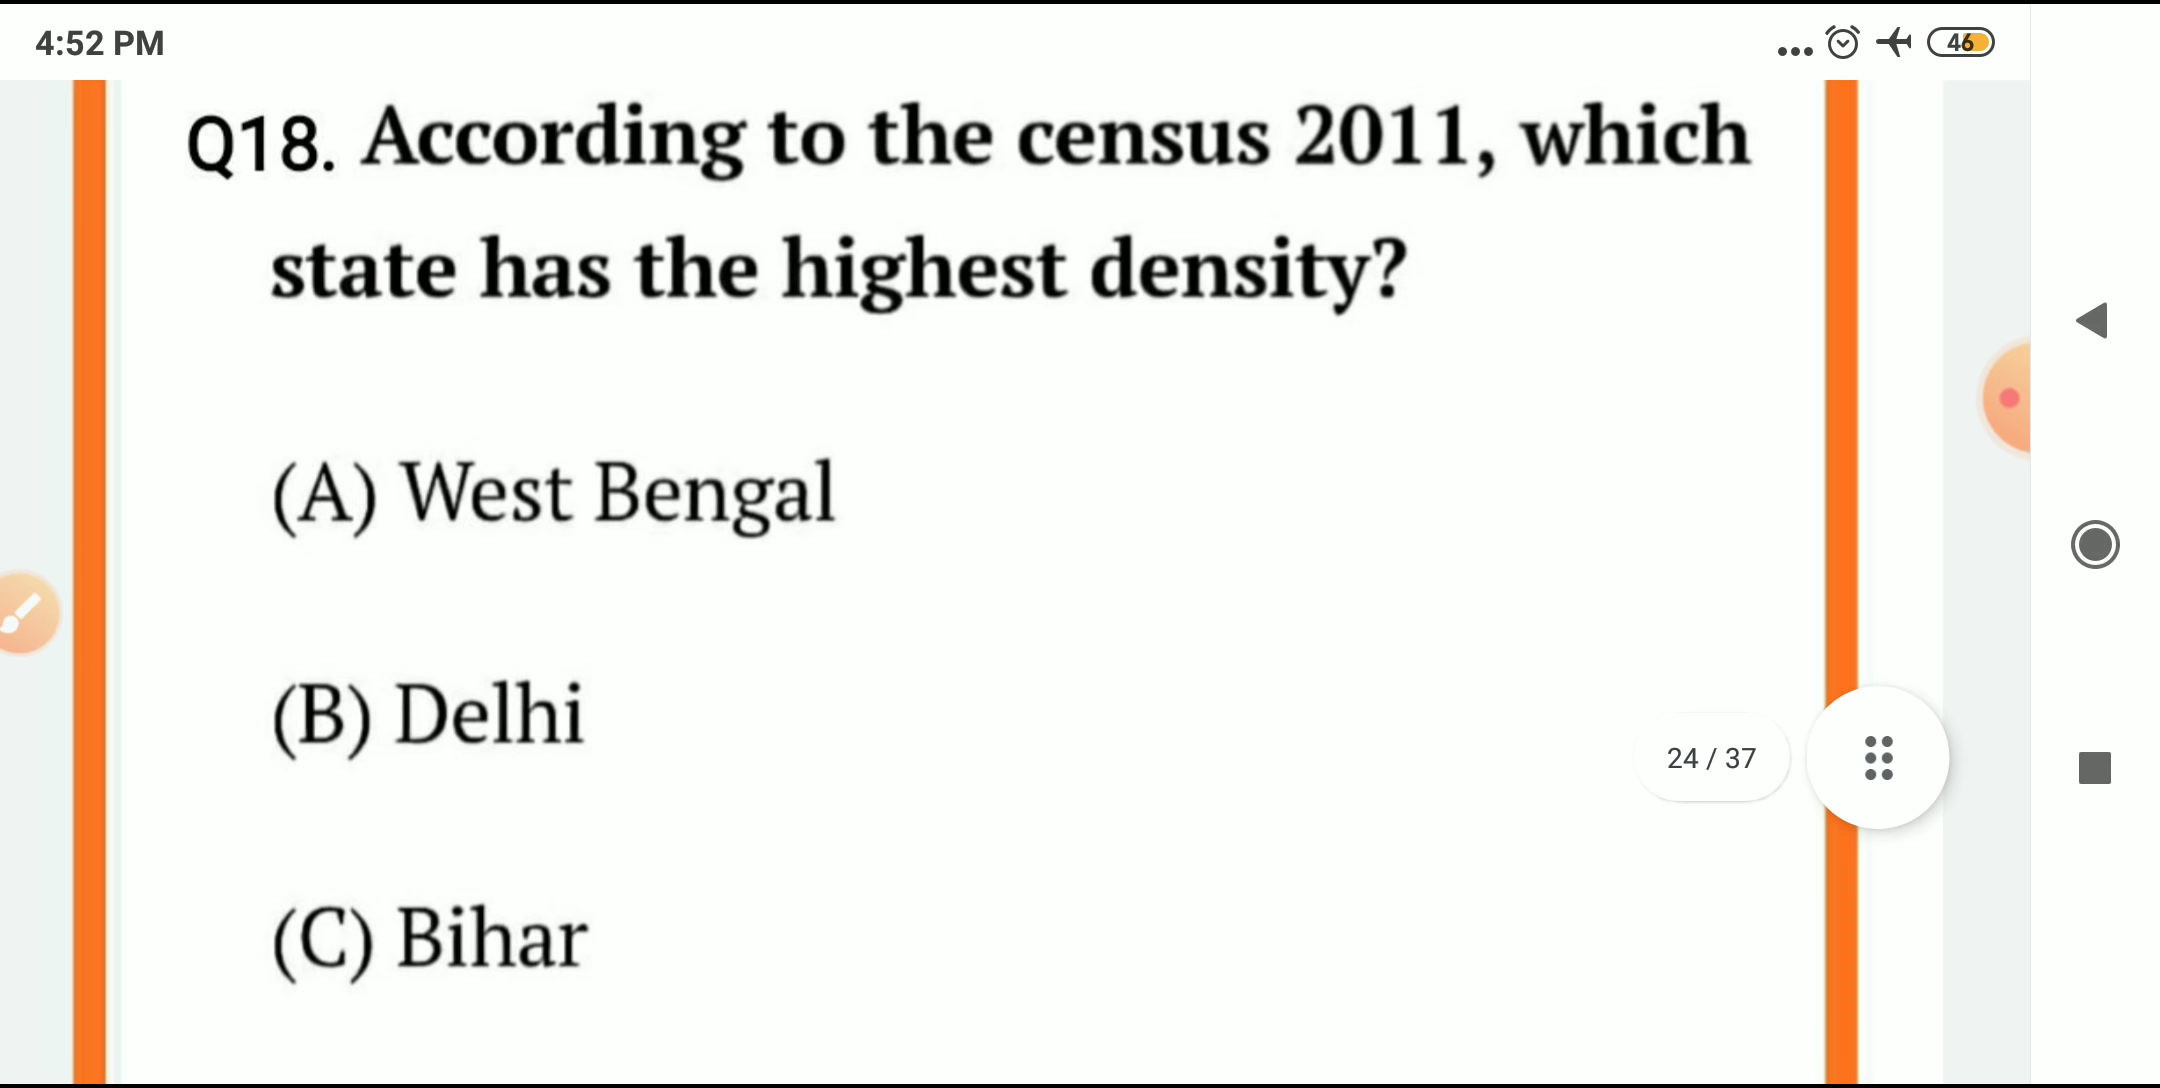 4:52 PM
46
Q18. According to the census 2011, which
state has the highest density?
(A) West Bengal
(B) Delhi
24 / 37
(C) Bihar